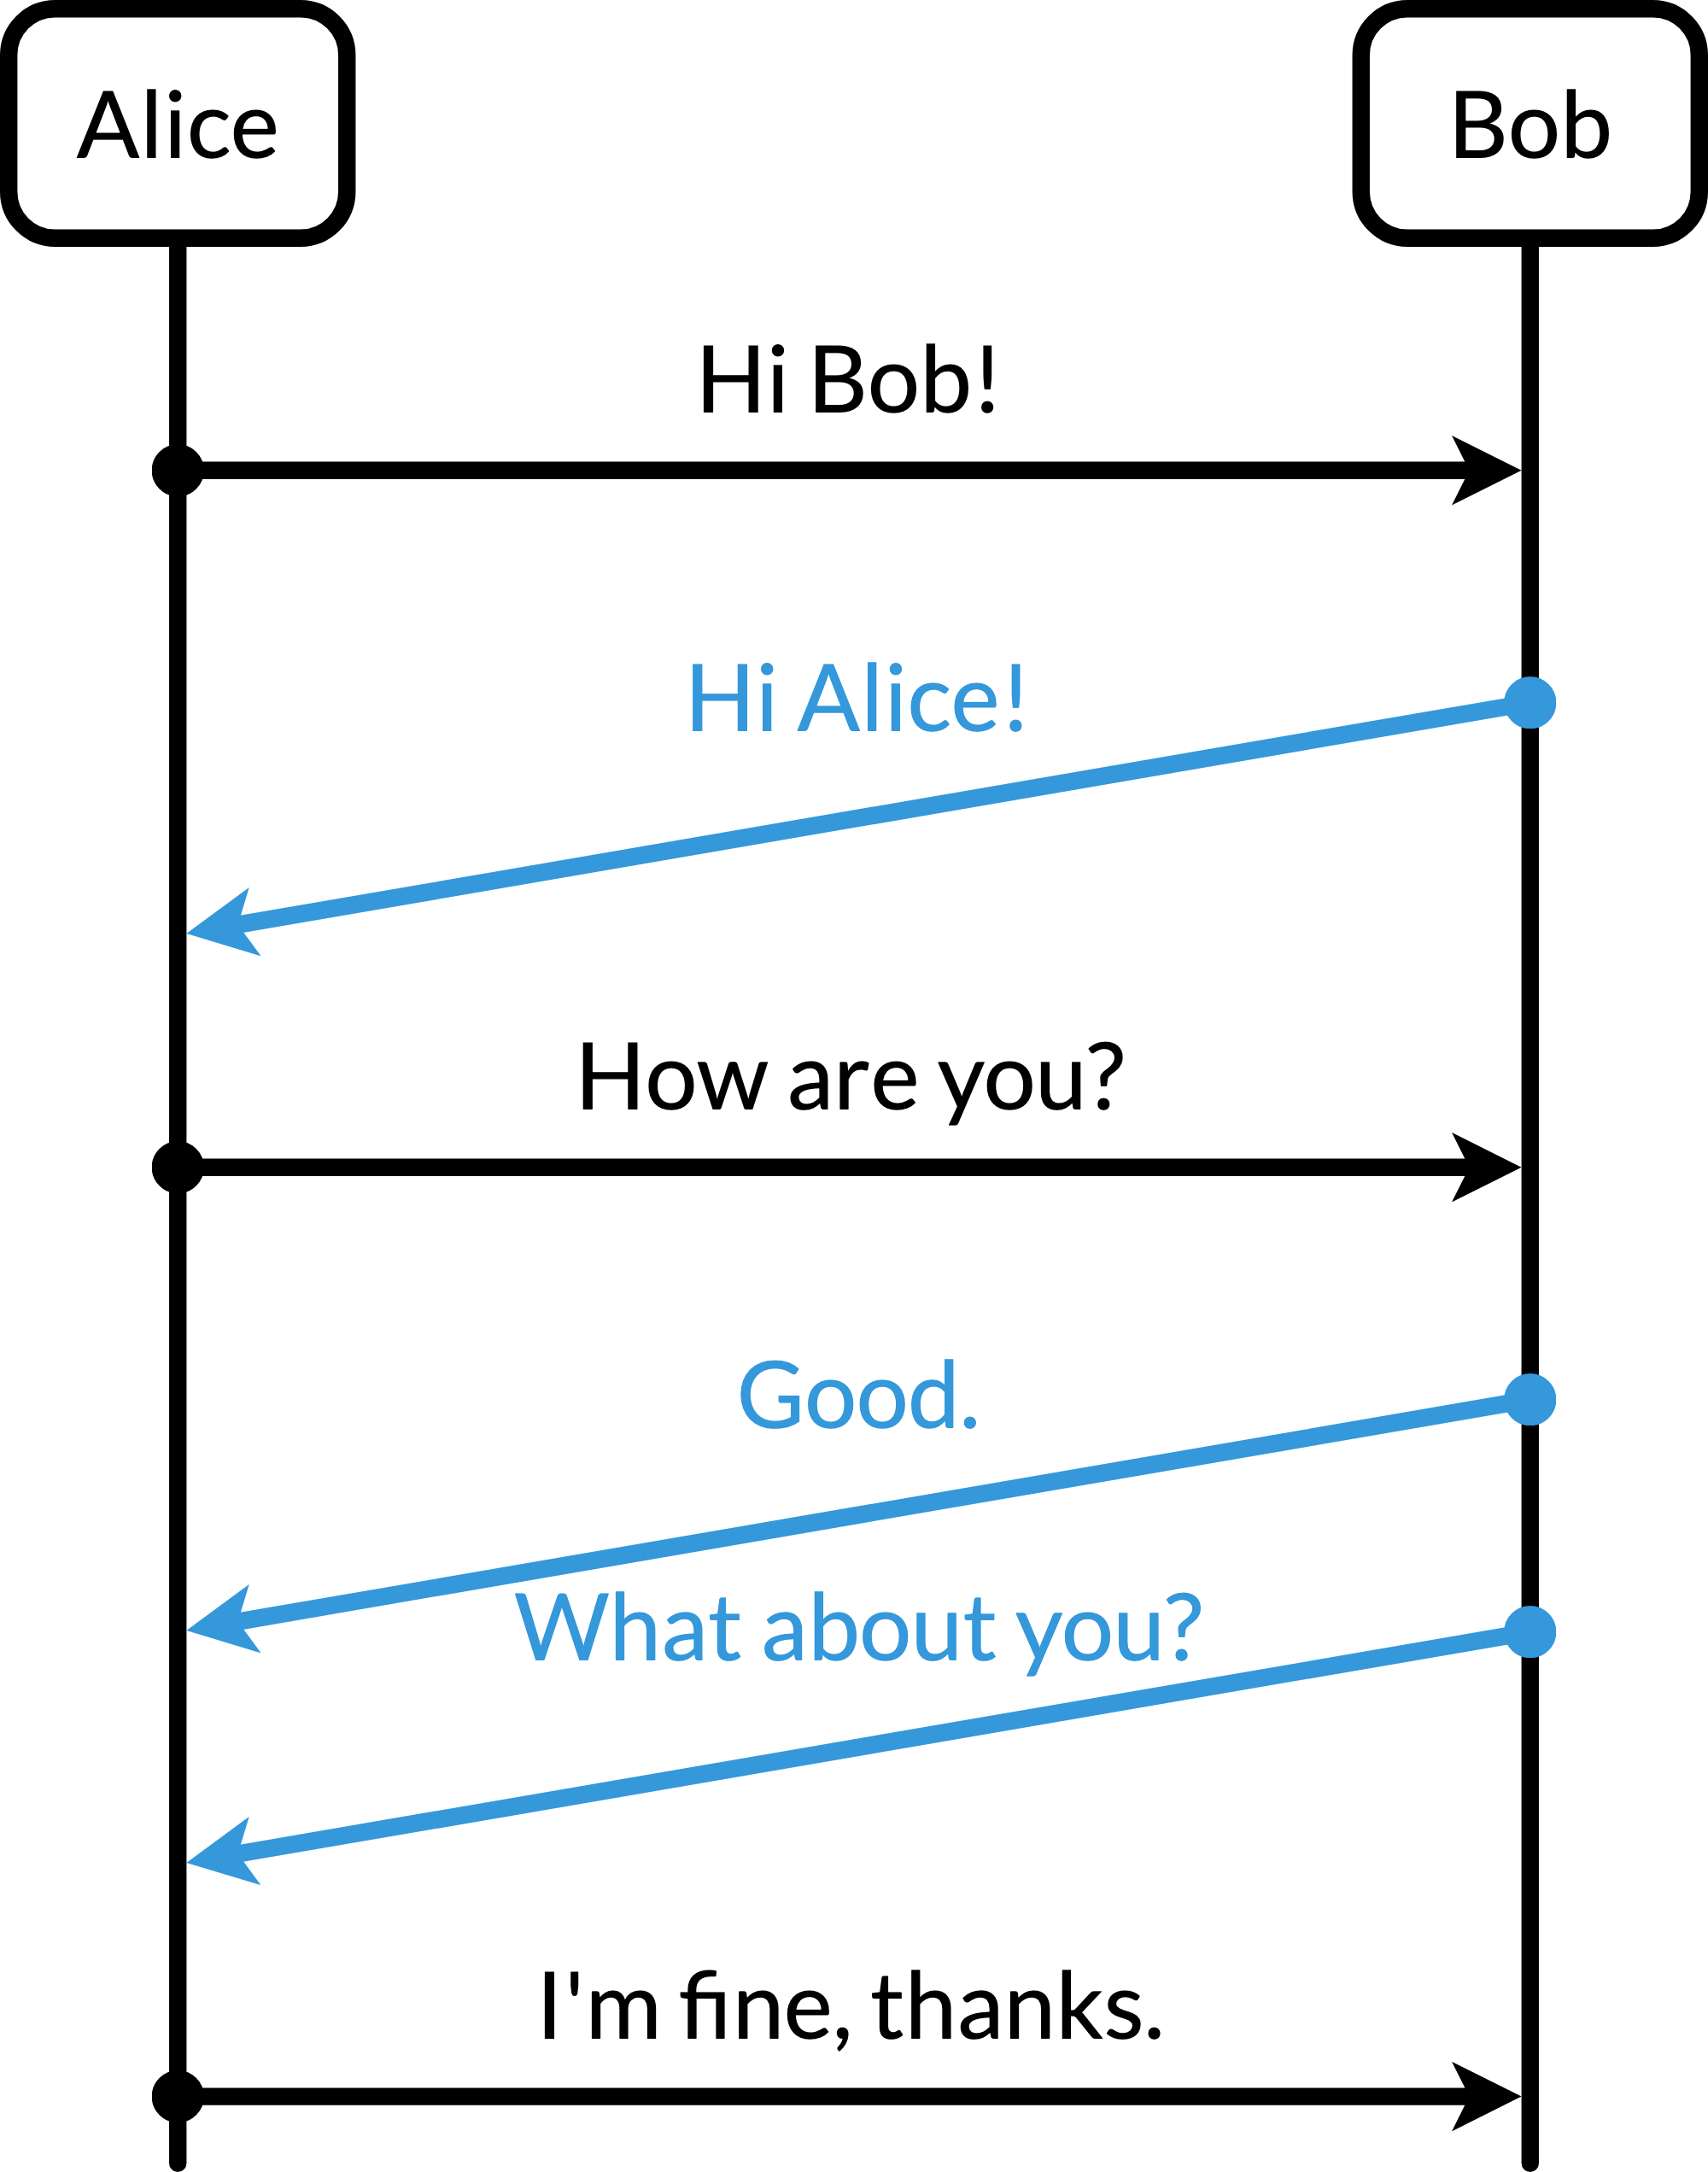 Alice
Bob
Hi Bob!
Hi Alice!
How are you?
Good.
What about you?
I'm fine, thanks.